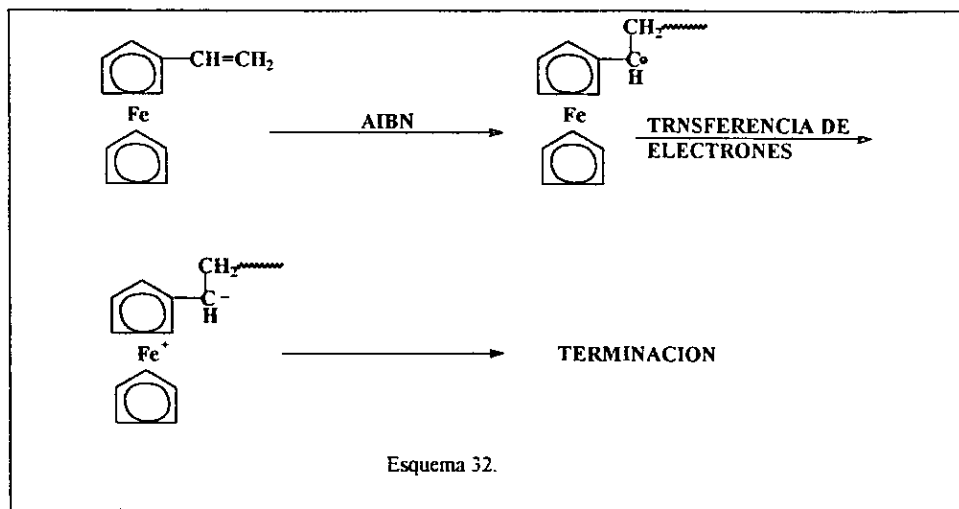 CH=CH₂
Fe
AIBN
CH₂
C•
H
Fe
TRNSFERENCIA DE
ELECTRONES
CH₂
C⁻
H
Fe⁺
TERMINACION
Esquema 32.